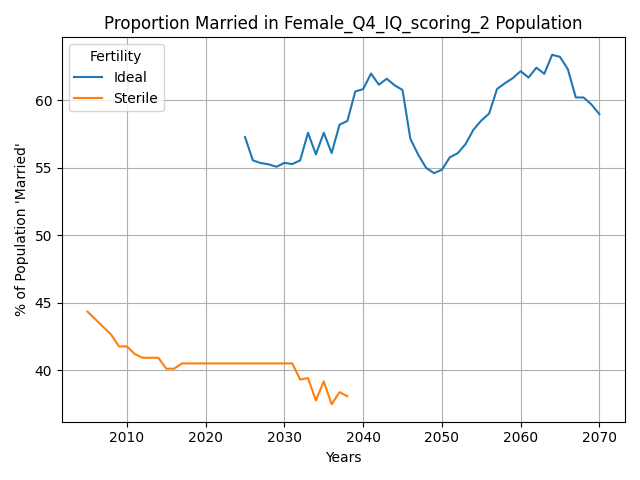 Proportion Married in Female_Q4_IQ_scoring_2 Population
Fertility
Ideal
Sterile
60
55
50
45
40
% of Population 'Married'
2010 2020 2030 2040 2050 2060 2070
Years